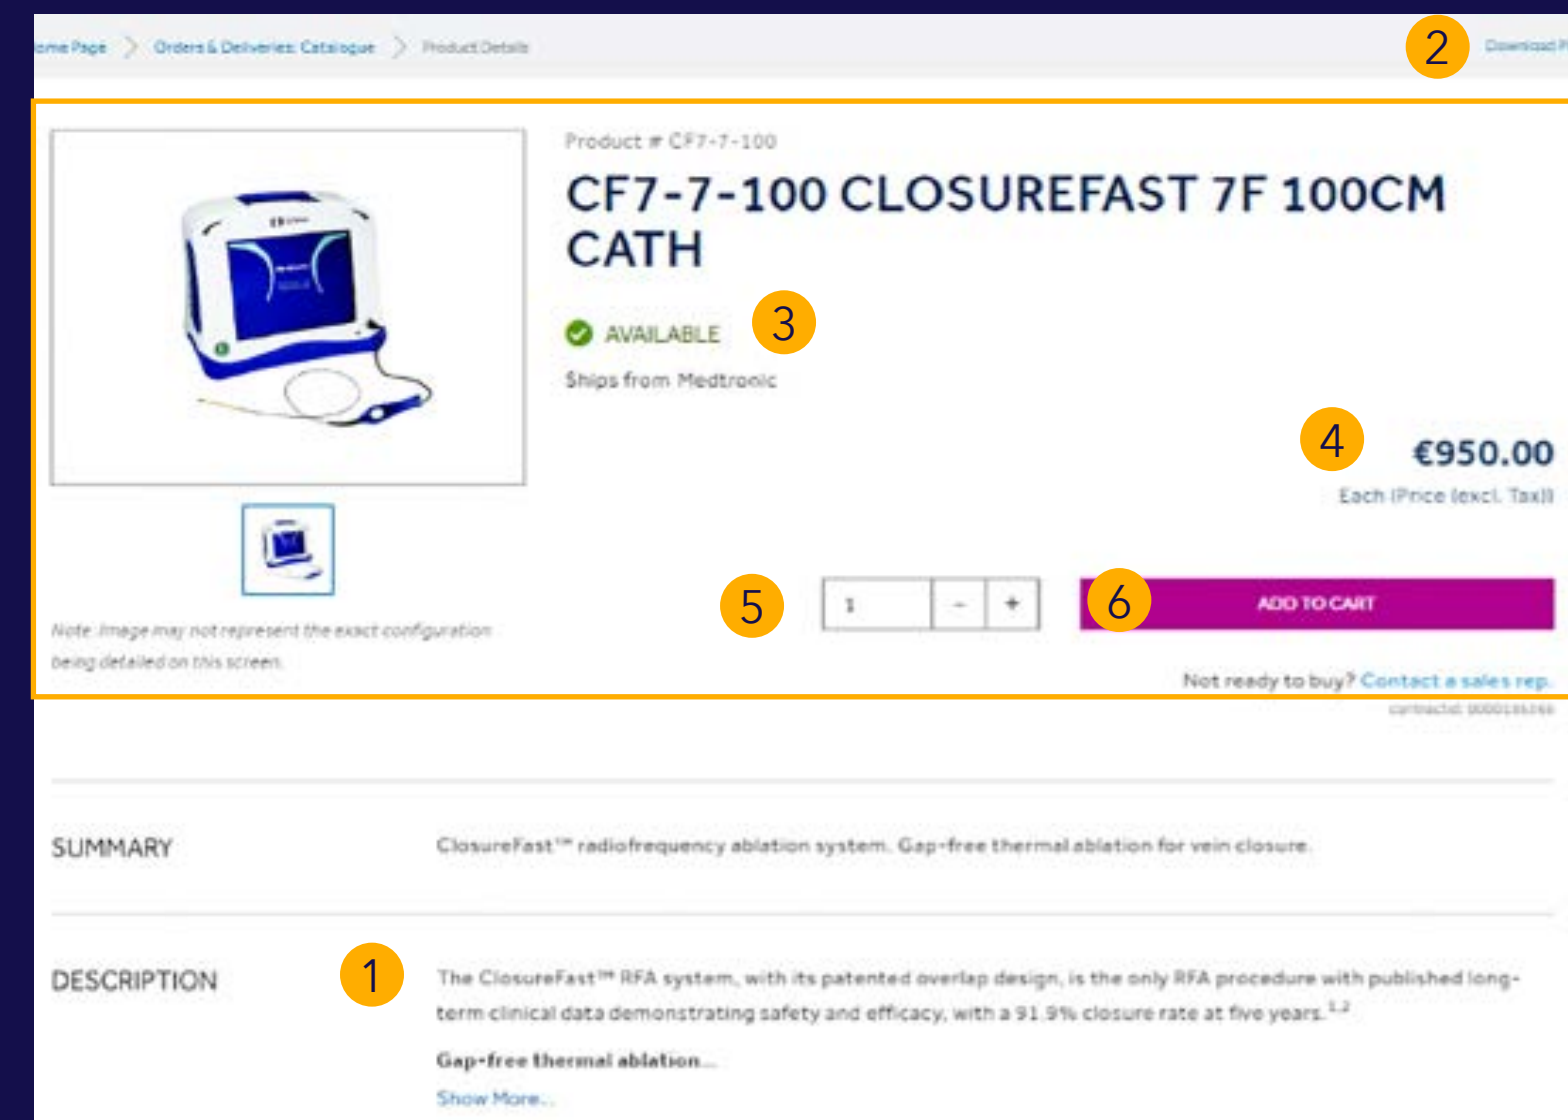 ome Page > Orders & Deliveries: Catalogue > Product Details
2
Download
Product # CF7-7-100
CF7-7-100 CLOSUREFAST 7F 100CM
CATH
AVAILABLE
3
Ships from Medtronic
4
€950.00
Each (Price (excl. Tax))
5
1
-
+
6
ADD TO CART
Note: Image may not represent the exact configuration
being detailed on this screen.
Not ready to buy? Contact a sales rep.
SUMMARY
ClosureFast™ radiofrequency ablation system. Gap-free thermal ablation for vein closure.
DESCRIPTION
1
The ClosureFast™ RFA system, with its patented overlap design, is the only RFA procedure with published long-
term clinical data demonstrating safety and efficacy, with a 91.9% closure rate at five years.1,2
Gap-free thermal ablation...
Show More...